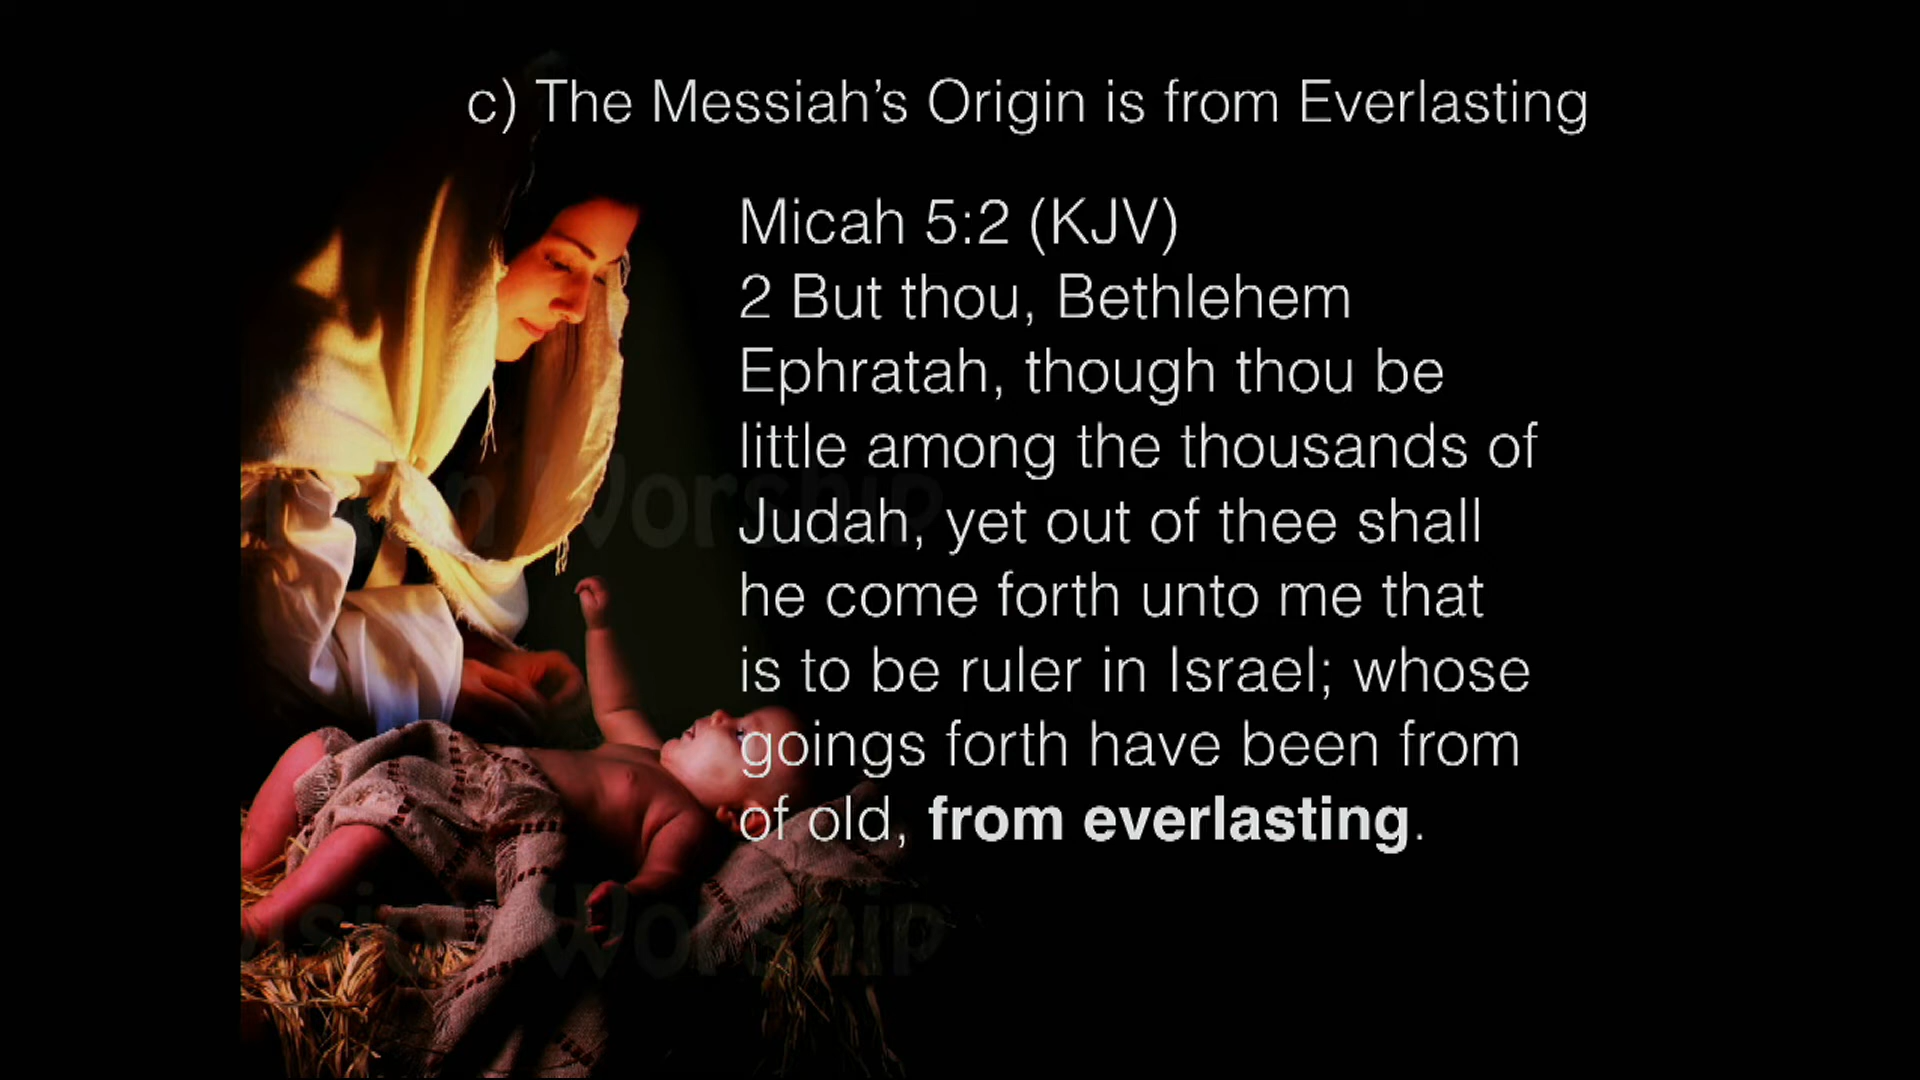 c) The Messiah's Origin is from Everlasting
Micah 5:2 (KJV)
2 But thou, Bethlehem
Ephratah, though thou be
little among the thousands of
Judah, yet out of thee shall
he come forth unto me that
is to be ruler in Israel; whose
goings forth have been from
of old, from everlasting.
Worship
Worship